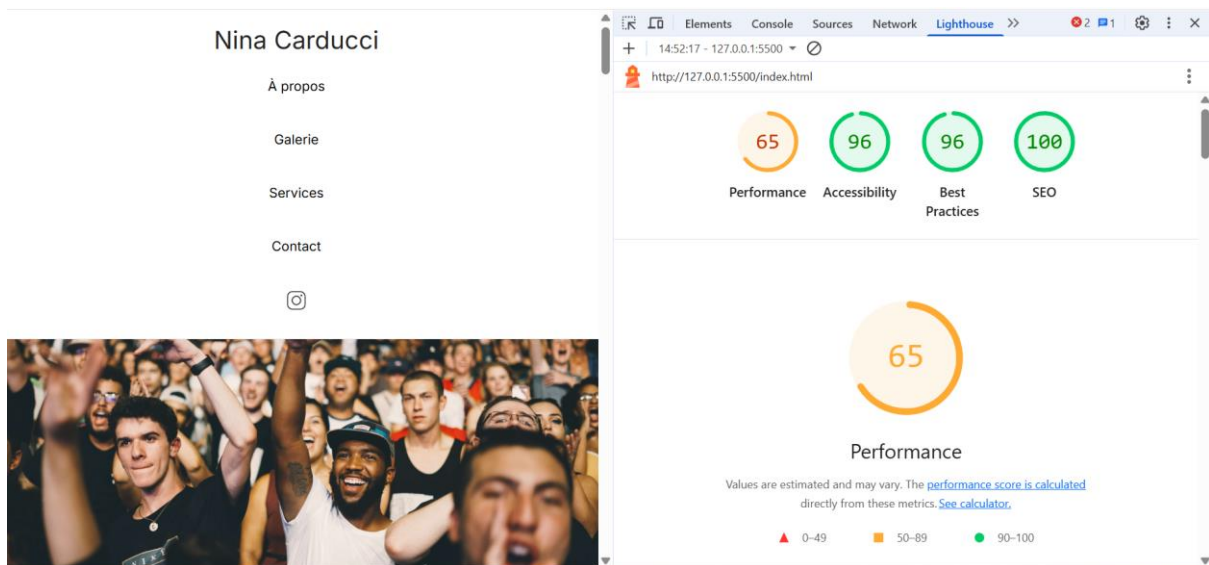 Nina Carducci
À propos
Galerie
Services
Contact
Elements Console Sources Network Lighthouse 2 1
14:52:17 - 127.0.0.1:5500
http://127.0.0.1:5500/index.html
65 96 96 100
Performance Accessibility Best Practices SEO
65
Performance
Values are estimated and may vary. The performance score is calculated
directly from these metrics. See calculator.
0–49 50–89 90–100